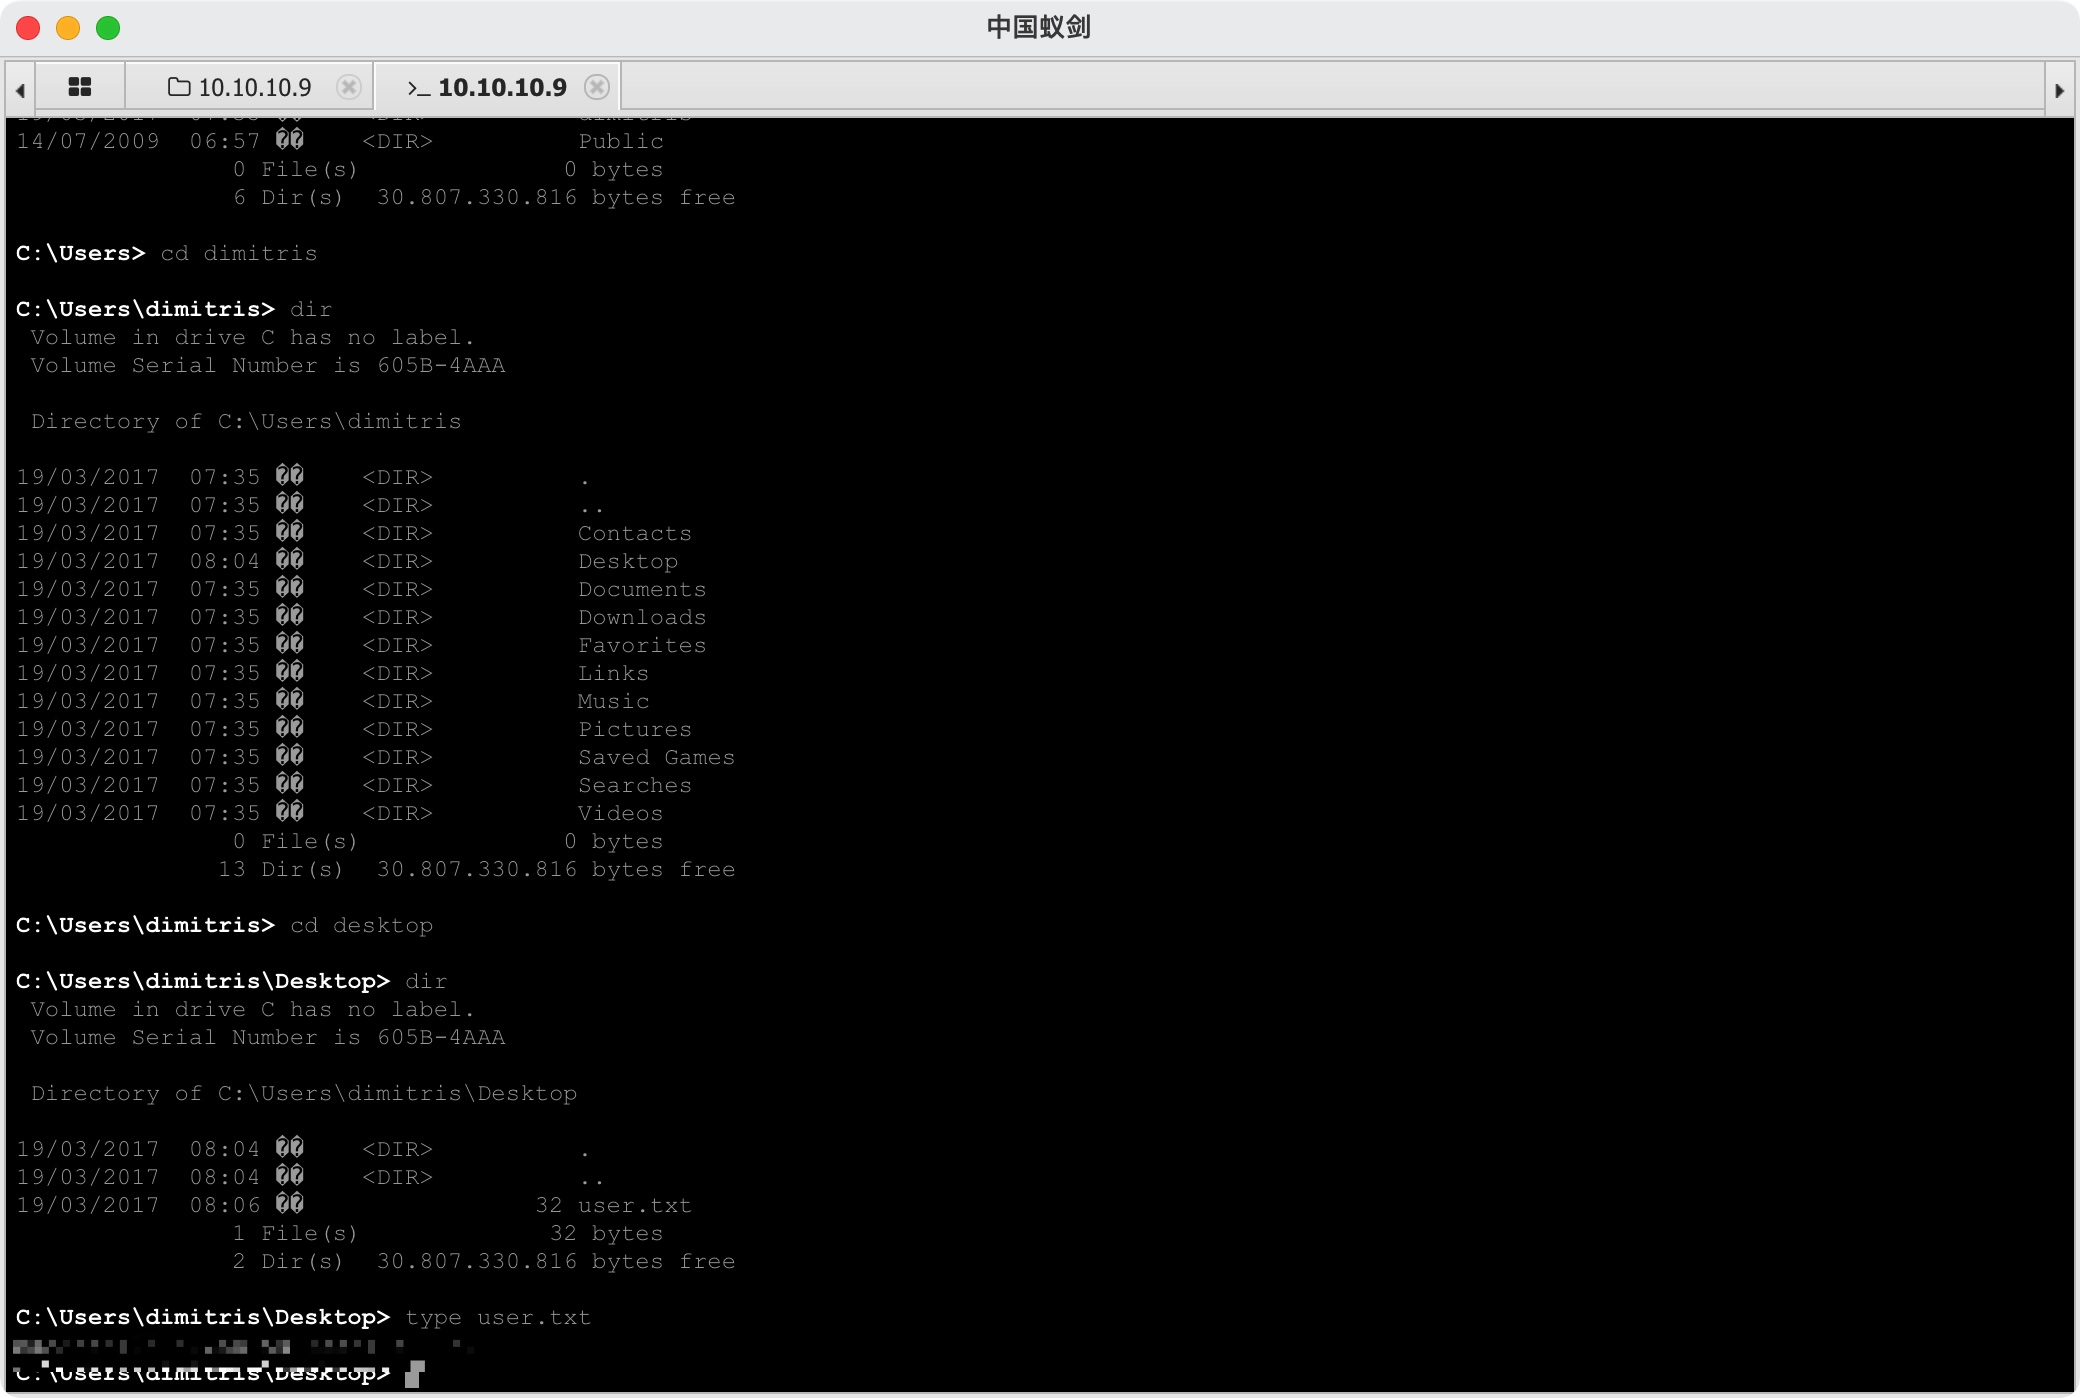 中国蚁剑
10.10.10.9 >_ 10.10.10.9
14/07/2009  06:57 ��    <DIR>          Public
               0 File(s)              0 bytes
               6 Dir(s)  30.807.330.816 bytes free
C:\Users> cd dimitris
C:\Users\dimitris> dir
 Volume in drive C has no label.
 Volume Serial Number is 605B-4AAA
 Directory of C:\Users\dimitris
19/03/2017  07:35 ��    <DIR>          .
19/03/2017  07:35 ��    <DIR>          ..
19/03/2017  07:35 ��    <DIR>          Contacts
19/03/2017  08:04 ��    <DIR>          Desktop
19/03/2017  07:35 ��    <DIR>          Documents
19/03/2017  07:35 ��    <DIR>          Downloads
19/03/2017  07:35 ��    <DIR>          Favorites
19/03/2017  07:35 ��    <DIR>          Links
19/03/2017  07:35 ��    <DIR>          Music
19/03/2017  07:35 ��    <DIR>          Pictures
19/03/2017  07:35 ��    <DIR>          Saved Games
19/03/2017  07:35 ��    <DIR>          Searches
19/03/2017  07:35 ��    <DIR>          Videos
               0 File(s)              0 bytes
              13 Dir(s)  30.807.330.816 bytes free
C:\Users\dimitris> cd desktop
C:\Users\dimitris\Desktop> dir
 Volume in drive C has no label.
 Volume Serial Number is 605B-4AAA
 Directory of C:\Users\dimitris\Desktop
19/03/2017  08:04 ��    <DIR>          .
19/03/2017  08:04 ��    <DIR>          ..
19/03/2017  08:06 ��                32 user.txt
               1 File(s)             32 bytes
               2 Dir(s)  30.807.330.816 bytes free
C:\Users\dimitris\Desktop> type user.txt
C:\Users\dimitris\Desktop>